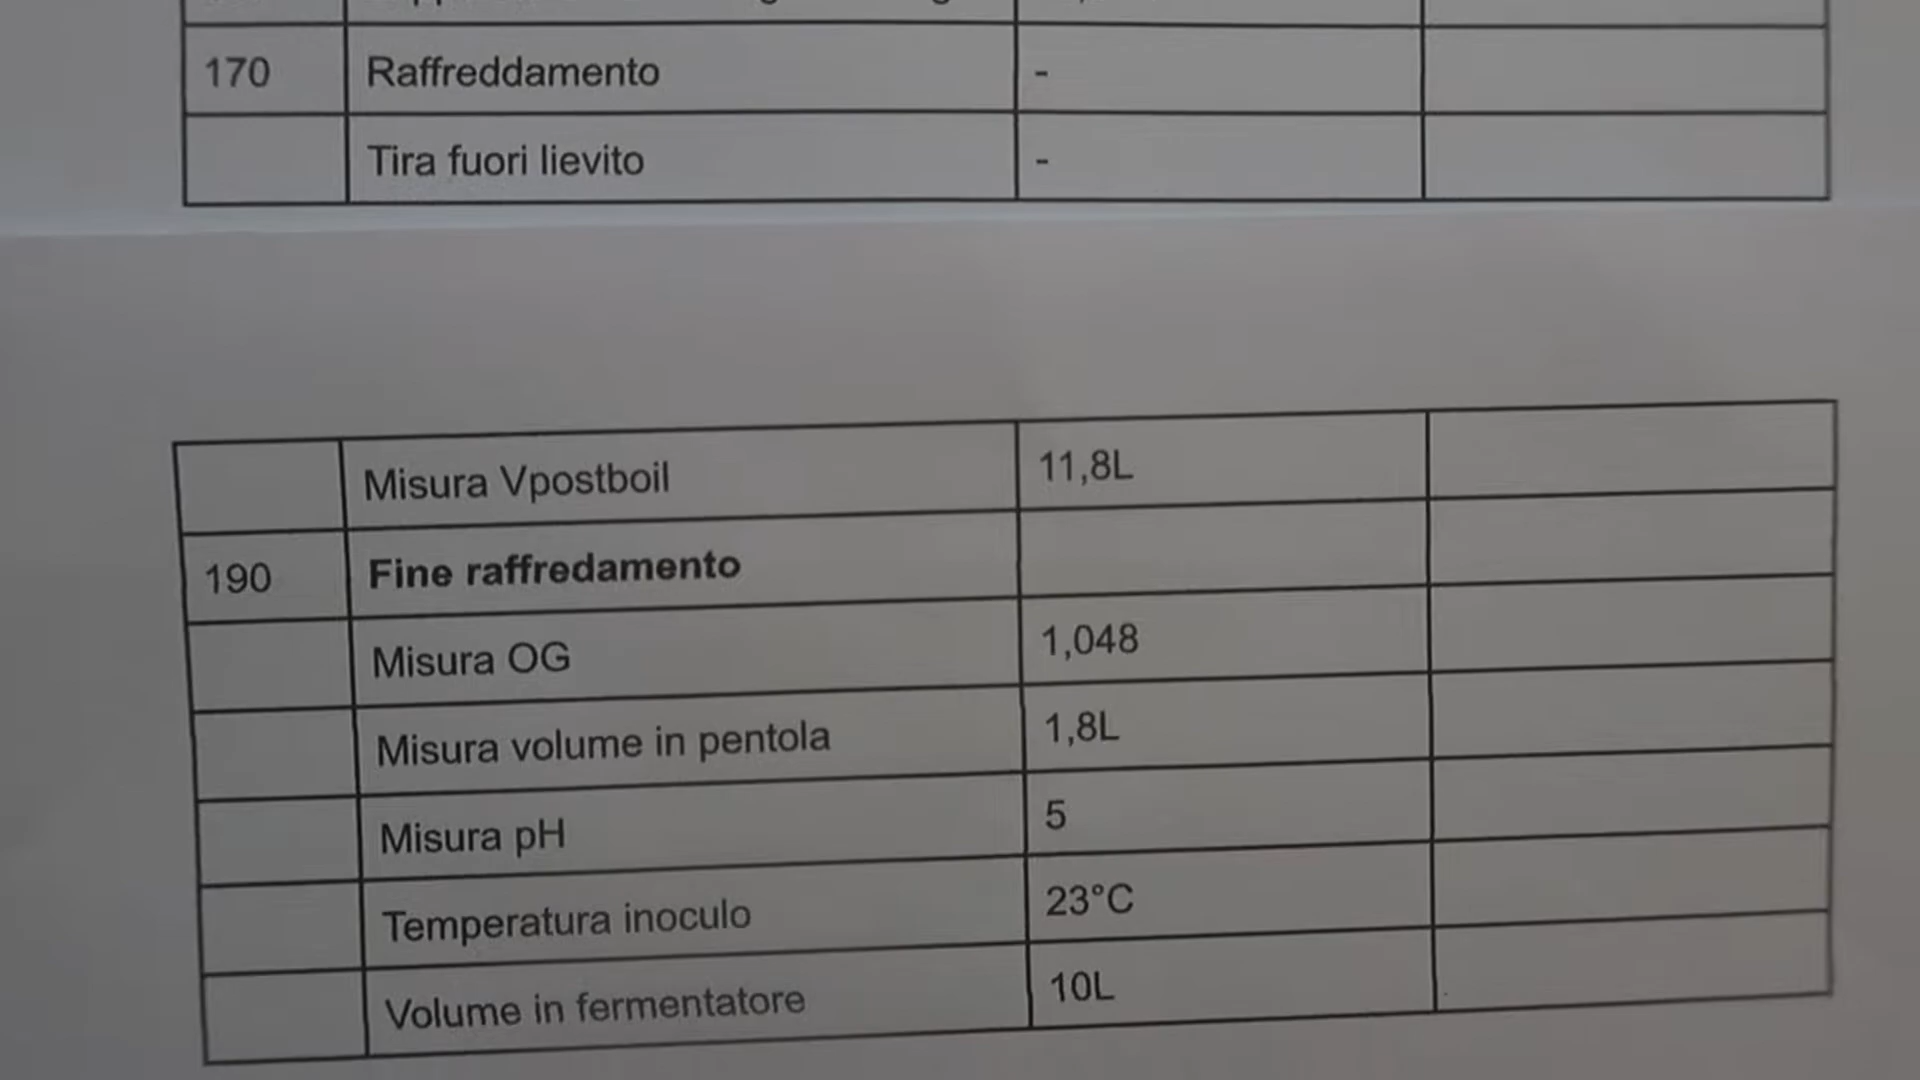 170 Raffreddamento -
Tira fuori lievito -
Misura Vpostboil 11,8L
190 Fine raffredamento
Misura OG 1,048
Misura volume in pentola 1,8L
Misura pH 5
Temperatura inoculo 23°C
Volume in fermentatore 10L